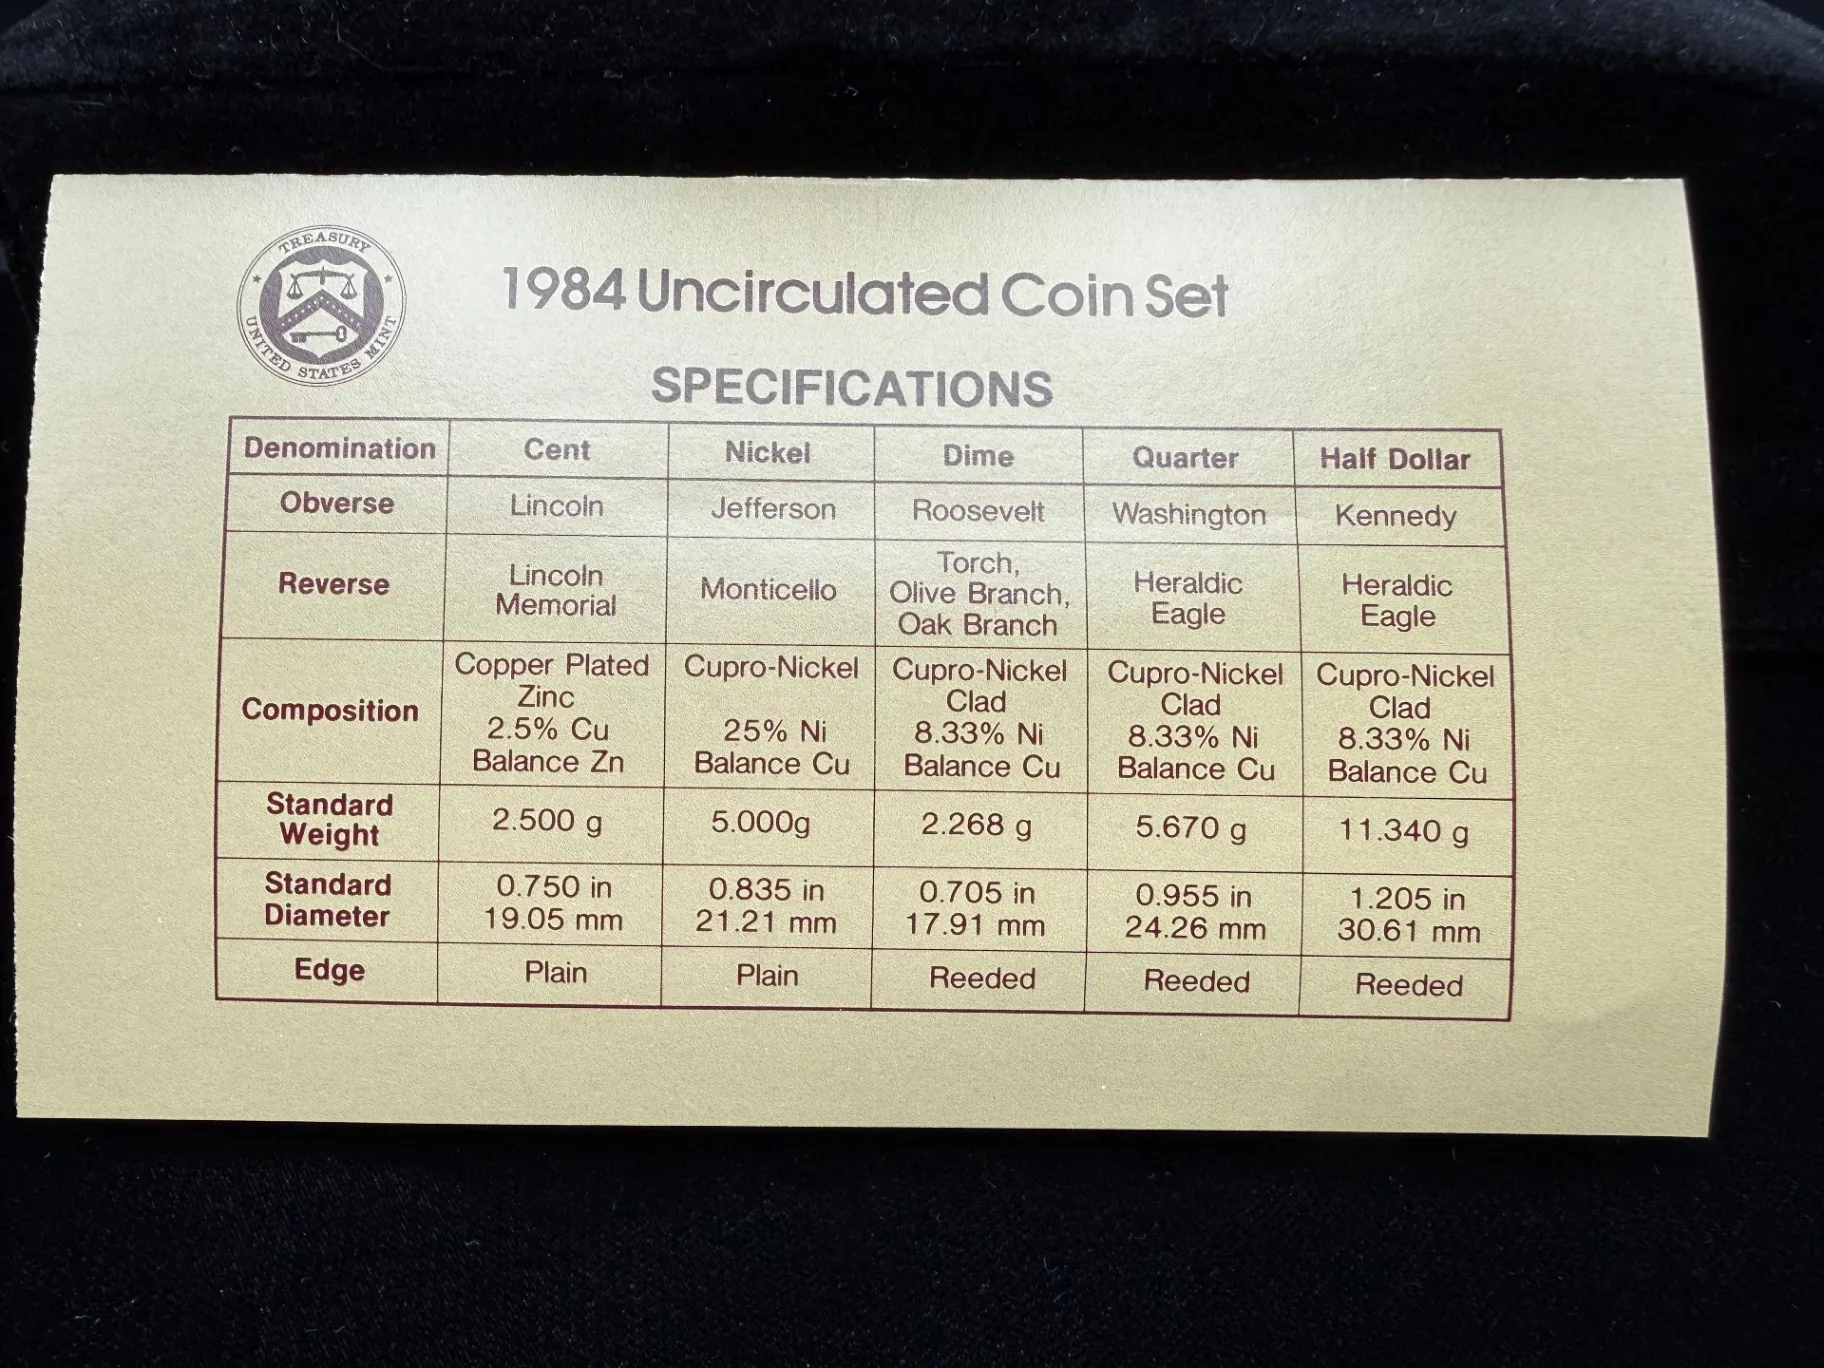 TREASURY
UNITED STATES MINT
1984 Uncirculated Coin Set
SPECIFICATIONS
Denomination Cent Nickel Dime Quarter Half Dollar
Obverse Lincoln Jefferson Roosevelt Washington Kennedy
Reverse Lincoln Memorial Monticello Torch, Olive Branch, Oak Branch Heraldic Eagle Heraldic Eagle
Composition Copper Plated Zinc 2.5% Cu Balance Zn Cupro-Nickel 25% Ni Balance Cu Cupro-Nickel Clad 8.33% Ni Balance Cu Cupro-Nickel Clad 8.33% Ni Balance Cu Cupro-Nickel Clad 8.33% Ni Balance Cu
Standard Weight 2.500 g 5.000g 2.268 g 5.670 g 11.340 g
Standard Diameter 0.750 in 19.05 mm 0.835 in 21.21 mm 0.705 in 17.91 mm 0.955 in 24.26 mm 1.205 in 30.61 mm
Edge Plain Plain Reeded Reeded Reeded